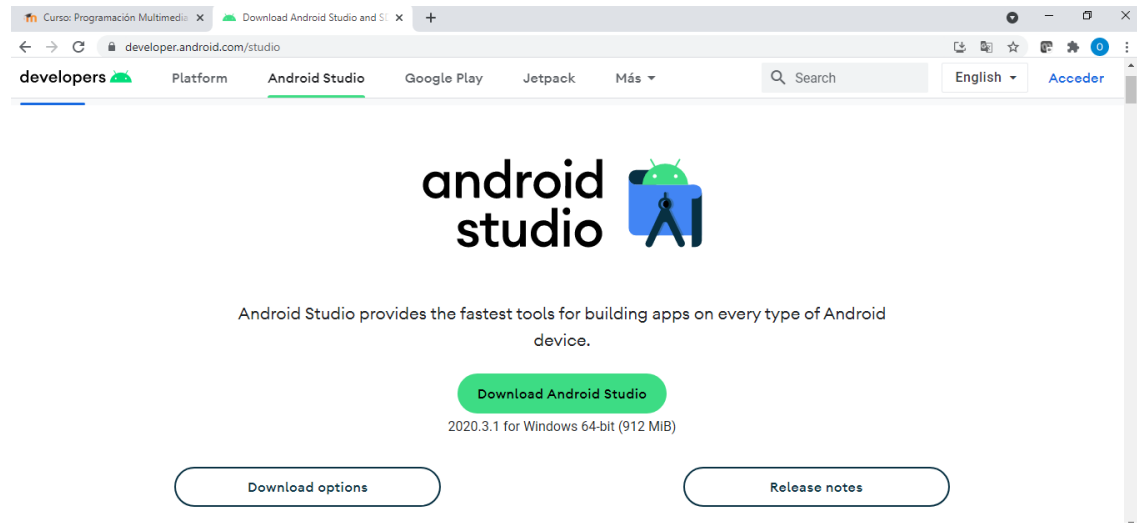 Curso: Programación Multimedia
Download Android Studio and SD
developer.android.com/studio
O
developers
Platform
Android Studio
Google Play
Jetpack
Más
Search
English
Acceder
android
studio
Android Studio provides the fastest tools for building apps on every type of Android
device.
Download Android Studio
2020.3.1 for Windows 64-bit (912 MiB)
Download options
Release notes